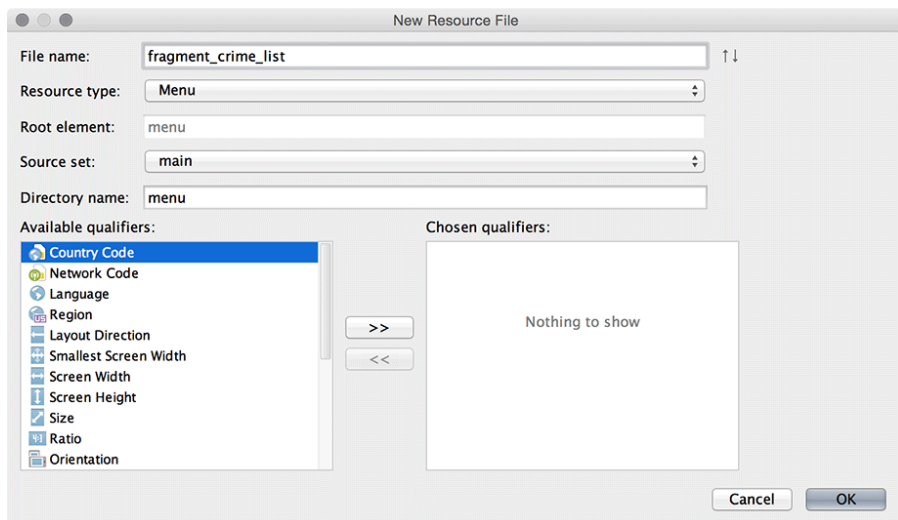 New Resource File
File name: fragment_crime_list ↑↓
Resource type: Menu
Root element: menu
Source set: main
Directory name: menu
Available qualifiers: Chosen qualifiers:
Country Code
Network Code
Language
Region
Layout Direction
Smallest Screen Width
Screen Width
Screen Height
Size
Ratio
Orientation
>>
<<
Nothing to show
Cancel OK